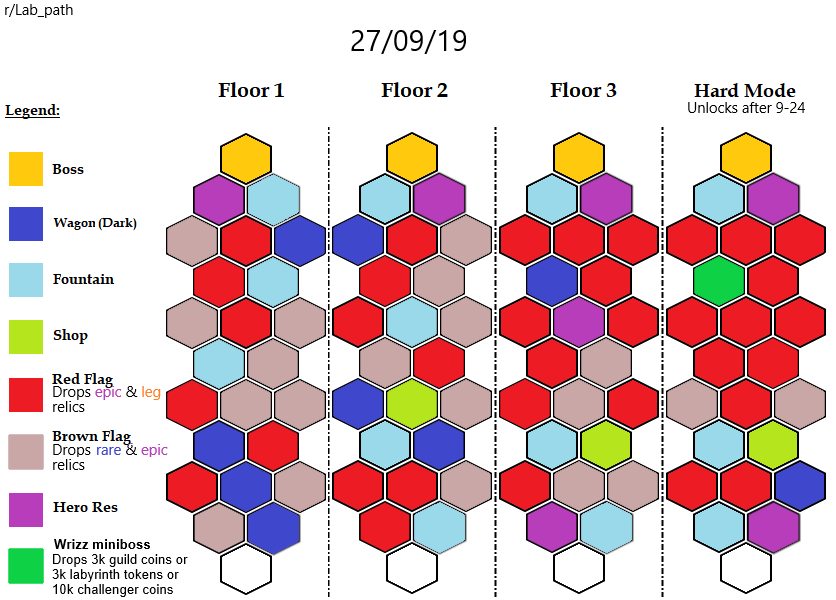 r/Lab_path
27/09/19
Floor 1
Floor 2
Floor 3
Hard Mode
Unlocks after 9-24
Legend:
Boss
Wagon (Dark)
Fountain
Shop
Red Flag
Drops epic & leg
relics
Brown Flag
Drops rare & epic
relics
Hero Res
Wrizz miniboss
Drops 3k guild coins or
3k labyrinth tokens or
10k challenger coins